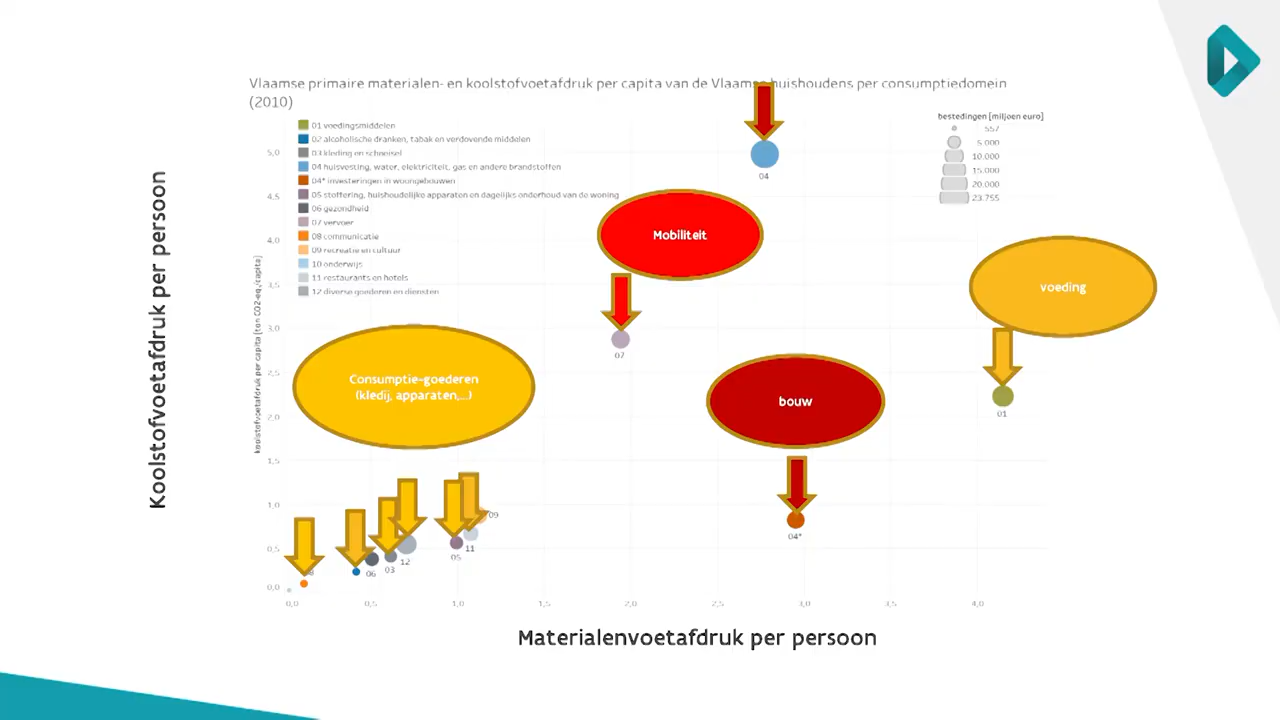 Vlaamse primaire materialen- en koolstofvoetafdruk per capita van de Vlaamse huishoudens per consumptiedomein
(2010)
01 voedingsmiddelen
02 alcoholische dranken, tabak en verdovende middelen
03 kleding en schoeisel
04 huisvesting, water, elektriciteit, gas en andere brandstoffen
04* investeringen in woongebouwen
05 stoffering, huishoudelijke apparaten en dagelijks onderhoud van de woning
06 gezondheid
07 vervoer
08 communicatie
09 recreatie en cultuur
10 onderwijs
11 restaurants en hotels
12 diverse goederen en diensten
bestedingen [miljoen euro]
557
5.000
10.000
15.000
20.000
23.755
Koolstofvoetafdruk per persoon
koolstofvoetafdruk per capita [ton CO2-eq./capita]
5,0
4,5
4,0
3,5
3,0
2,5
2,0
1,5
1,0
0,5
0,0
04
Mobiliteit
voeding
07
Consumptie-goederen
(kledij, apparaten,...)
bouw
01
09
04*
11
05
12
03
06
0,0
0,5
1,0
1,5
2,0
2,5
3,0
3,5
4,0
Materialenvoetafdruk per persoon